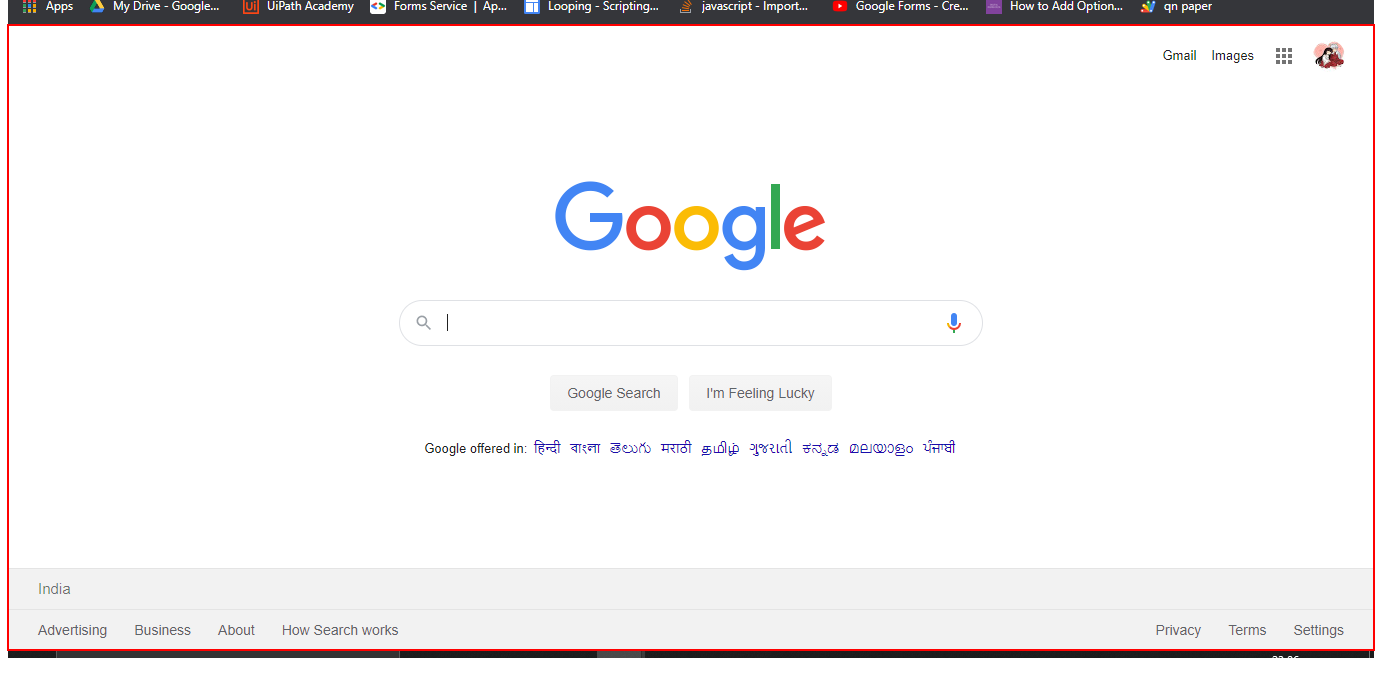 Apps My Drive - Google... UiPath Academy Forms Service | Ap... Looping - Scripting... javascript - Import... Google Forms - Cre... How to Add Option... qn paper
Gmail Images
Google
Google Search I'm Feeling Lucky
Google offered in: हिन्दी বাংলা తెలుగు मराठी தமிழ் ગુજરાતી ಕನ್ನಡ മലയാളം ਪੰਜਾਬੀ
India
Advertising Business About How Search works Privacy Terms Settings